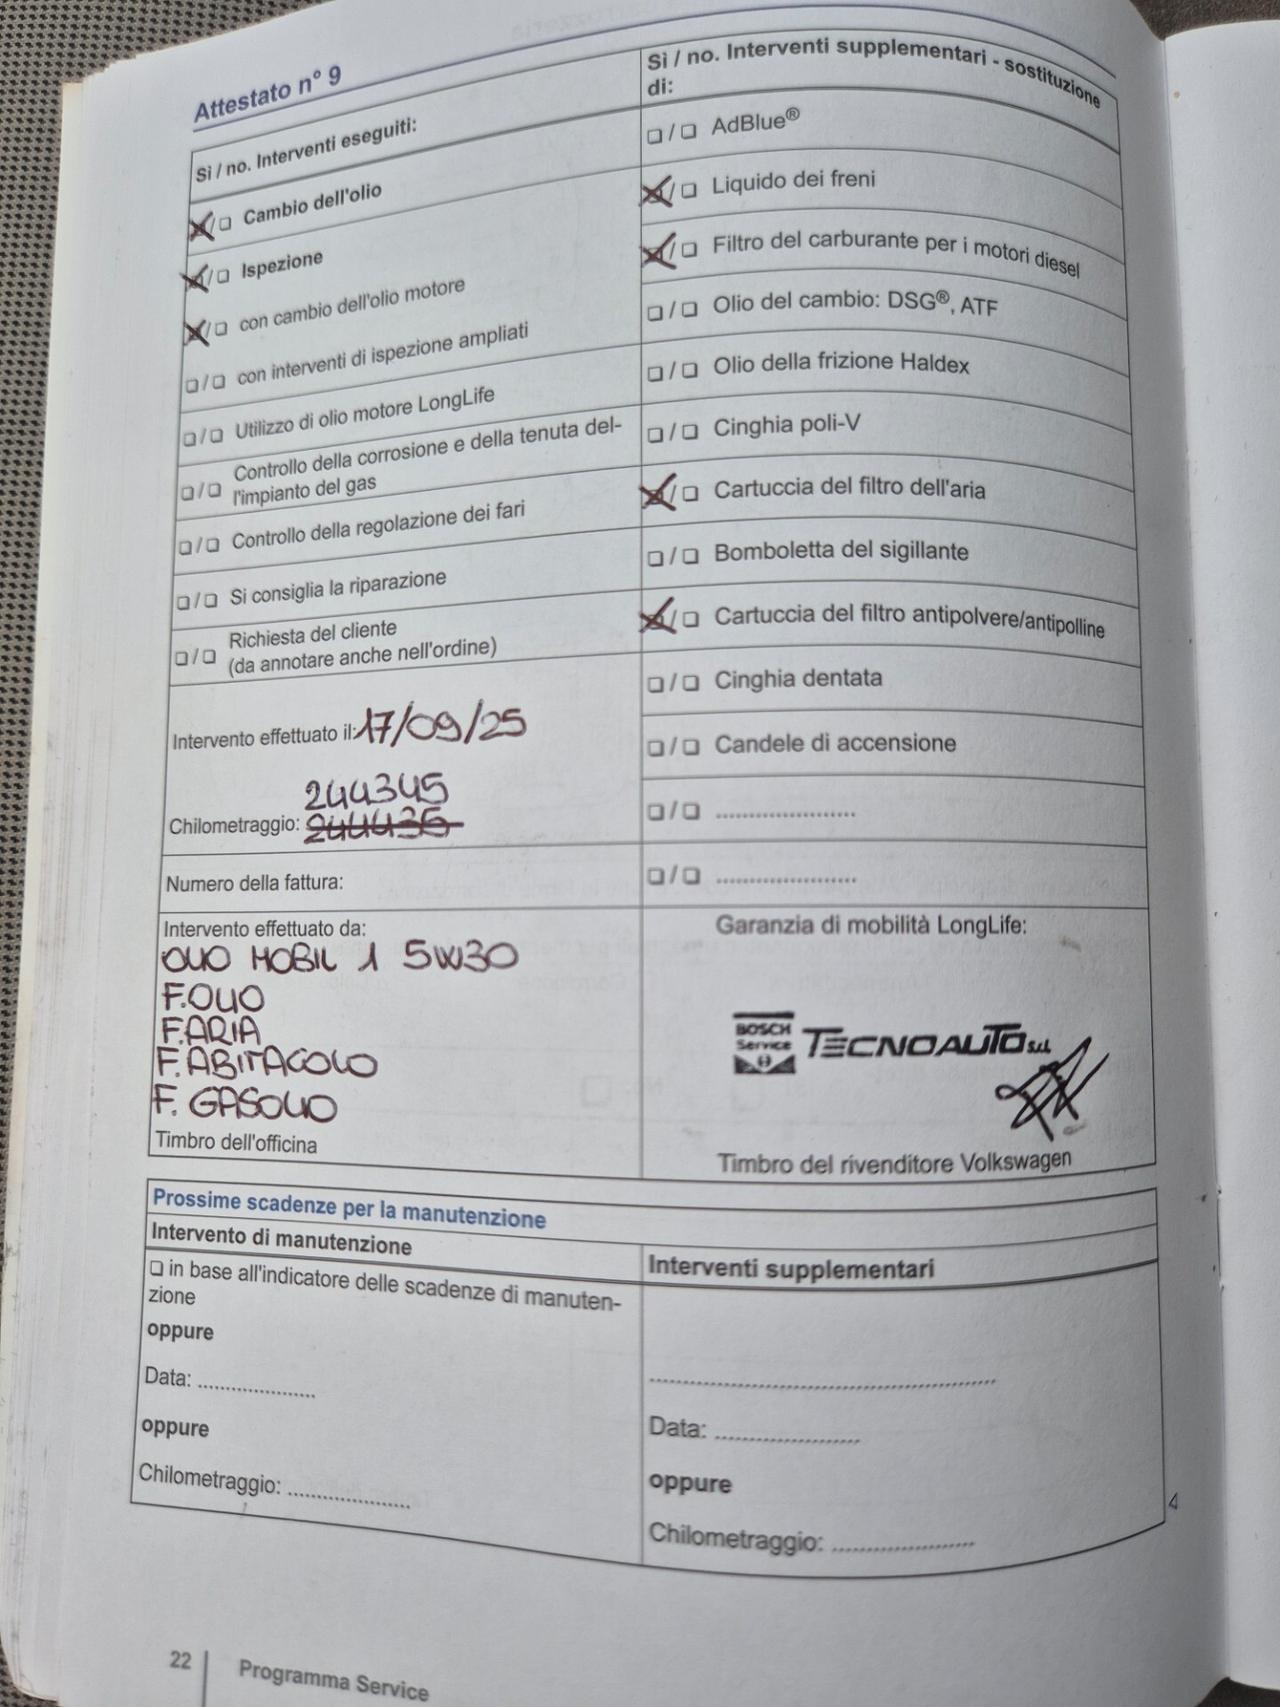 Attestato n° 9
Sì / no. Interventi eseguiti:
❏ / ❏ Cambio dell'olio
❏ / ❏ Ispezione
❏ / ❏ con cambio dell'olio motore
❏ / ❏ con interventi di ispezione ampliati
❏ / ❏ Utilizzo di olio motore LongLife
❏ / ❏ Controllo della corrosione e della tenuta del-
l'impianto del gas
❏ / ❏ Controllo della regolazione dei fari
❏ / ❏ Si consiglia la riparazione
❏ / ❏ Richiesta del cliente
(da annotare anche nell'ordine)
Intervento effettuato il: 17/09/25
244345
Chilometraggio: 244436
Numero della fattura:
Intervento effettuato da:
OLIO MOBIL 1 5W30
F.OLIO
F.ARIA
F.ABITACOLO
F. GASOLIO
Timbro dell'officina
Sì / no. Interventi supplementari - sostituzione
di:
❏ / ❏ AdBlue®
❏ / ❏ Liquido dei freni
❏ / ❏ Filtro del carburante per i motori diesel
❏ / ❏ Olio del cambio: DSG®, ATF
❏ / ❏ Olio della frizione Haldex
❏ / ❏ Cinghia poli-V
❏ / ❏ Cartuccia del filtro dell'aria
❏ / ❏ Bomboletta del sigillante
❏ / ❏ Cartuccia del filtro antipolvere/antipolline
❏ / ❏ Cinghia dentata
❏ / ❏ Candele di accensione
❏ / ❏ .....................
❏ / ❏ .....................
Garanzia di mobilità LongLife:
BOSCH
Service
TECNOAUTO s.r.l.
Timbro del rivenditore Volkswagen
Prossime scadenze per la manutenzione
Intervento di manutenzione
❏ in base all'indicatore delle scadenze di manuten-
zione
oppure
Data: .....................
oppure
Chilometraggio: .....................
Interventi supplementari
.....................................................
Data: .....................
oppure
Chilometraggio: .....................
22
Programma Service